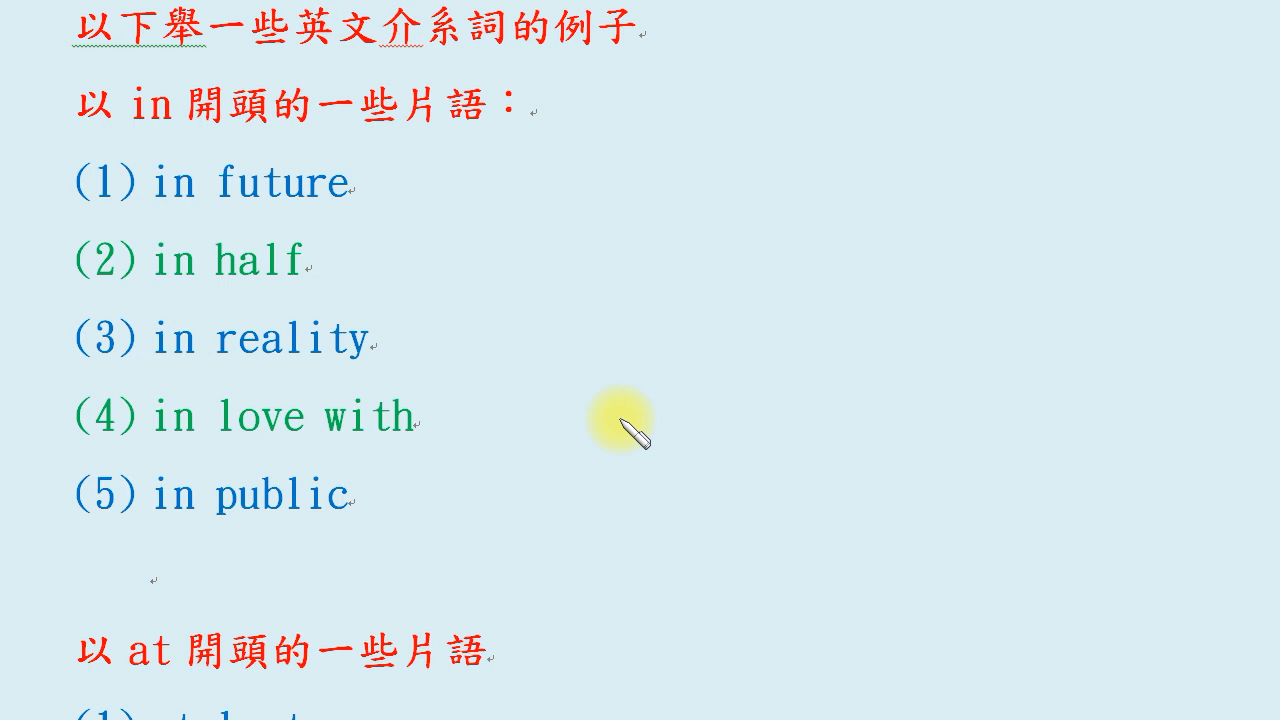 以下舉一些英文介系詞的例子
以 in 開頭的一些片語：
(1) in future
(2) in half
(3) in reality
(4) in love with
(5) in public
以 at 開頭的一些片語